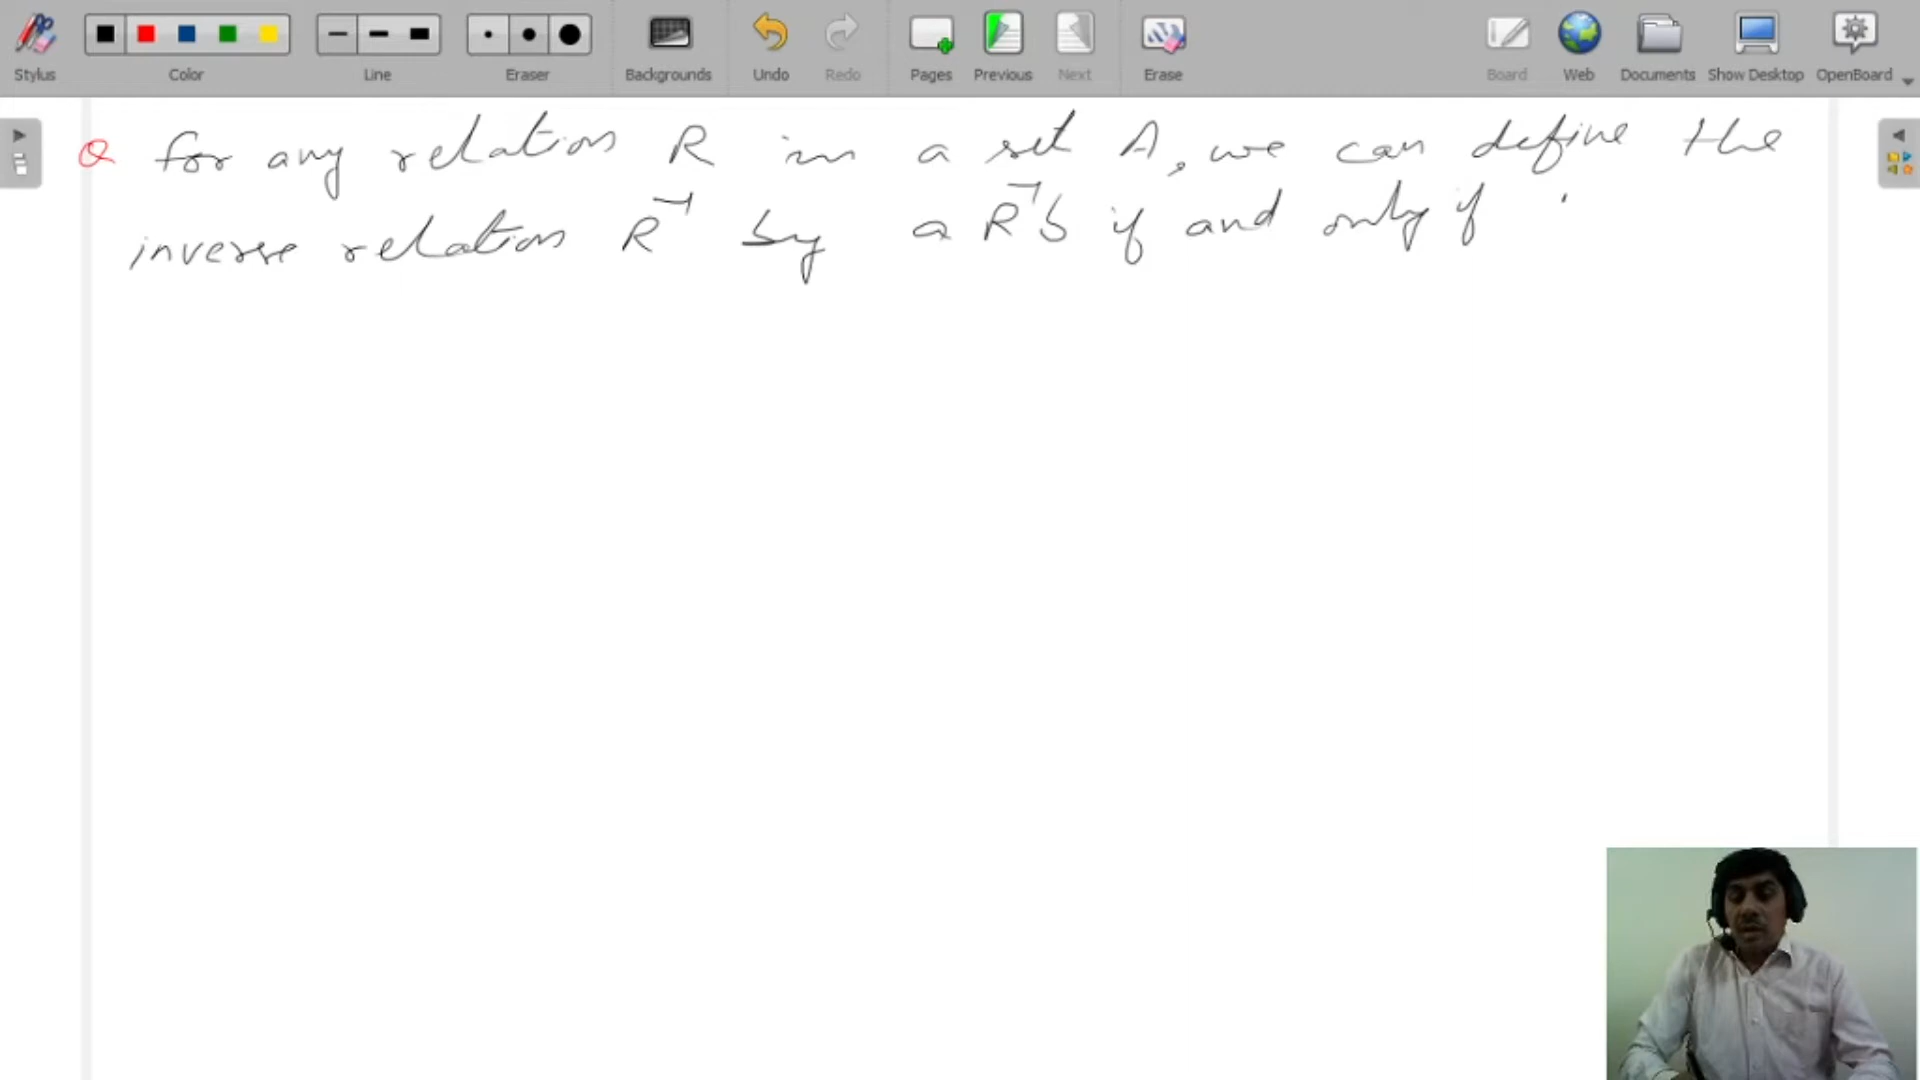 Stylus Color Line Eraser Backgrounds Undo Redo Pages Previous Next Erase Board Web Documents Show Desktop OpenBoard
Q for any relation R in a set A, we can define the
inverse relation R⁻¹ by a R⁻¹ b if and only if